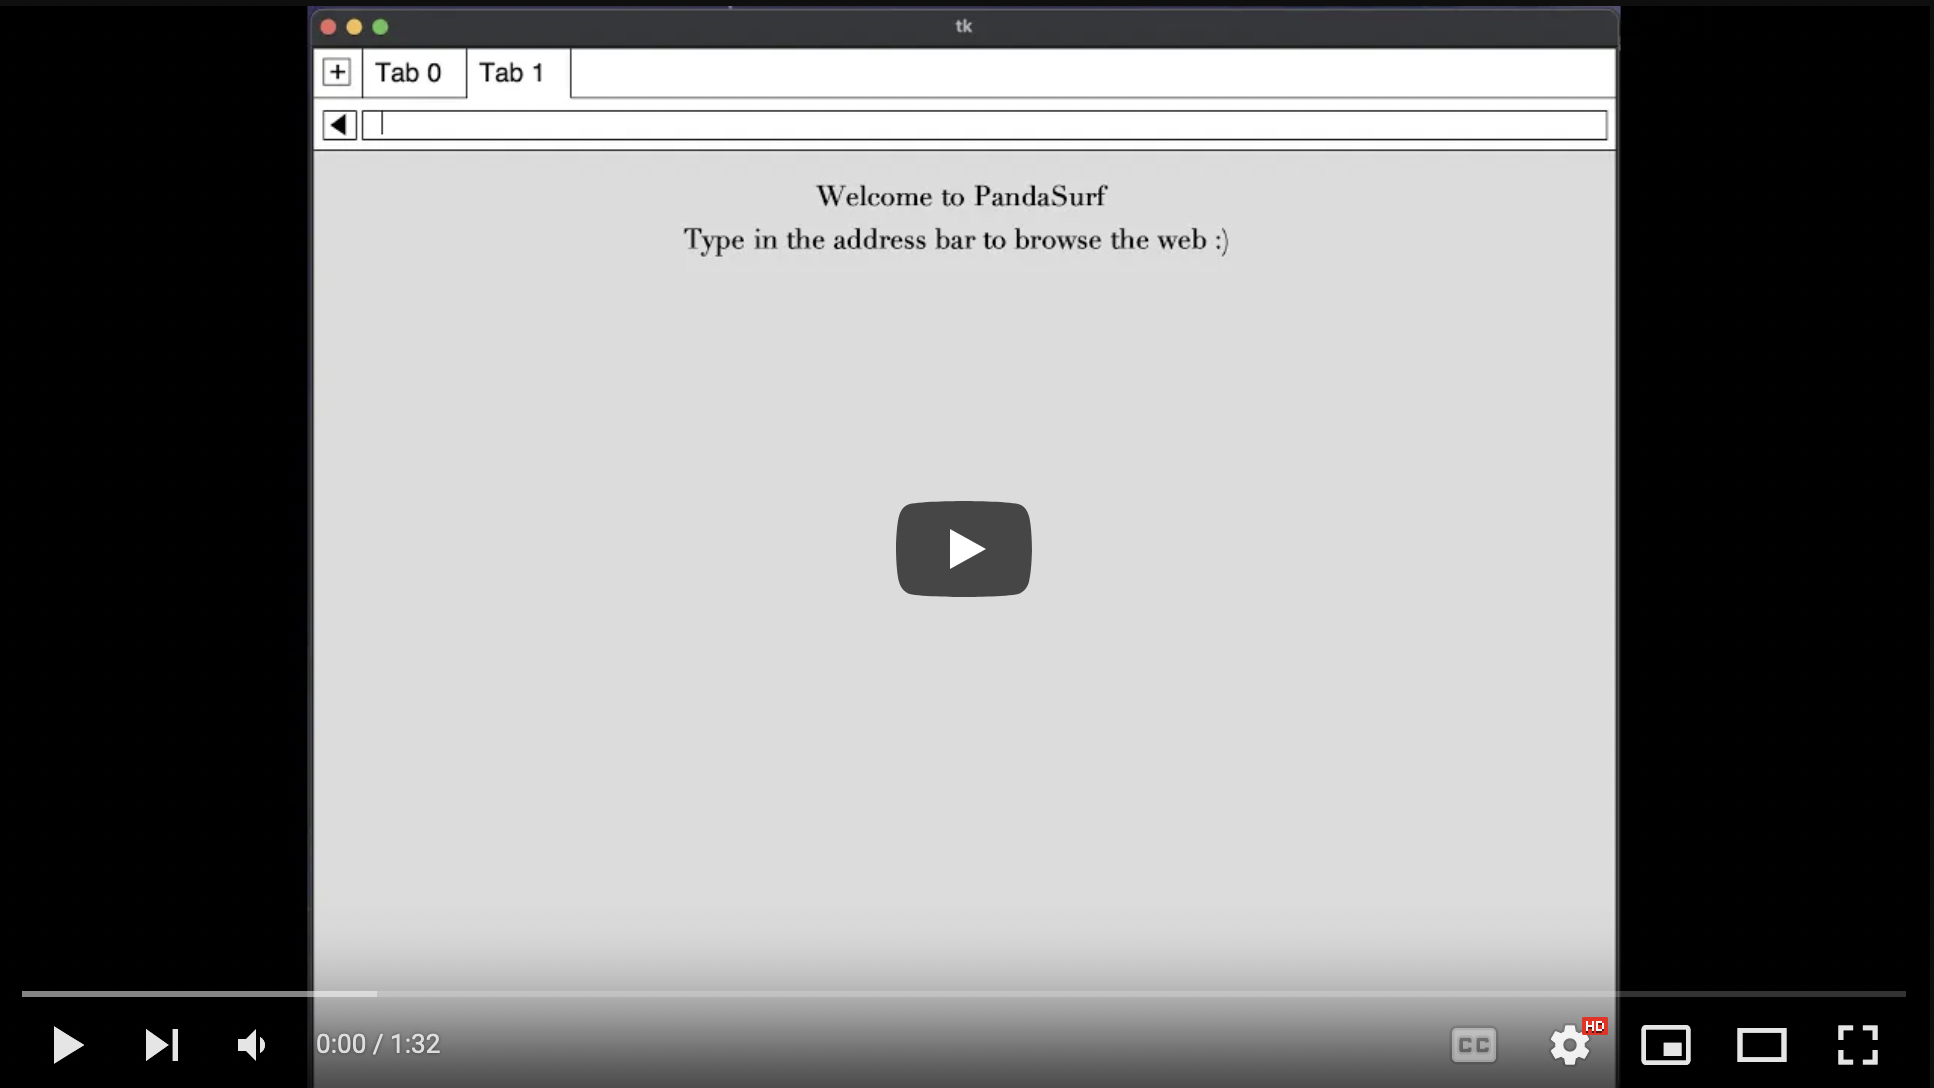 tk
+ Tab 0 Tab 1
Welcome to PandaSurf
Type in the address bar to browse the web :)
0:00 / 1:32
CC
HD